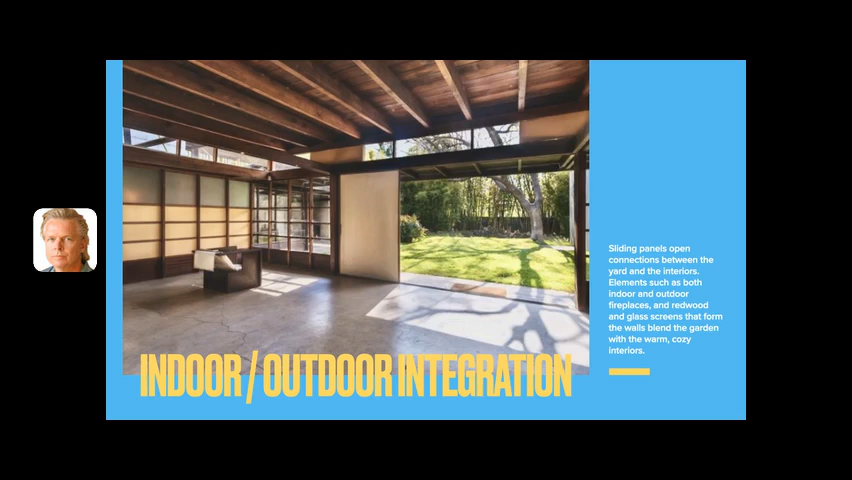 Sliding panels open
connections between the
yard and the interiors.
Elements such as both
indoor and outdoor
fireplaces, and redwood
and glass screens that form
the walls blend the garden
with the warm, cozy
interiors.
INDOOR / OUTDOOR INTEGRATION